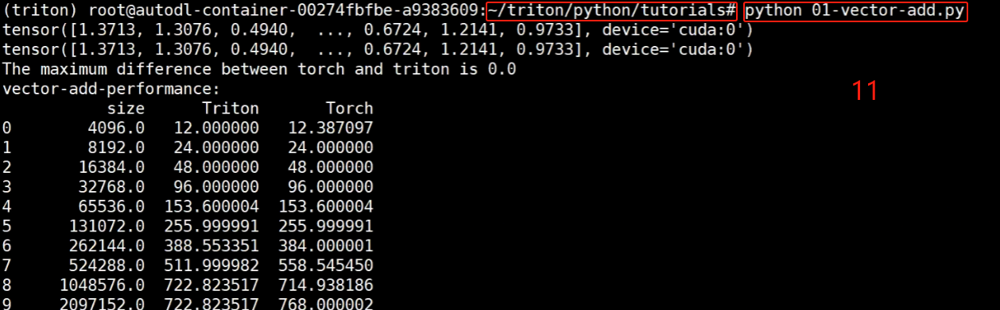 (triton) root@autodl-container-00274fbfbe-a9383609:~/triton/python/tutorials# python 01-vector-add.py
tensor([1.3713, 1.3076, 0.4940,  ..., 0.6724, 1.2141, 0.9733], device='cuda:0')
tensor([1.3713, 1.3076, 0.4940,  ..., 0.6724, 1.2141, 0.9733], device='cuda:0')
The maximum difference between torch and triton is 0.0
vector-add-performance:
11
size Triton Torch
0 4096.0 12.000000 12.387097
1 8192.0 24.000000 24.000000
2 16384.0 48.000000 48.000000
3 32768.0 96.000000 96.000000
4 65536.0 153.600004 153.600004
5 131072.0 255.999991 255.999991
6 262144.0 388.553351 384.000001
7 524288.0 511.999982 558.545450
8 1048576.0 722.823517 714.938186
9 2097152.0 722.823517 768.000002